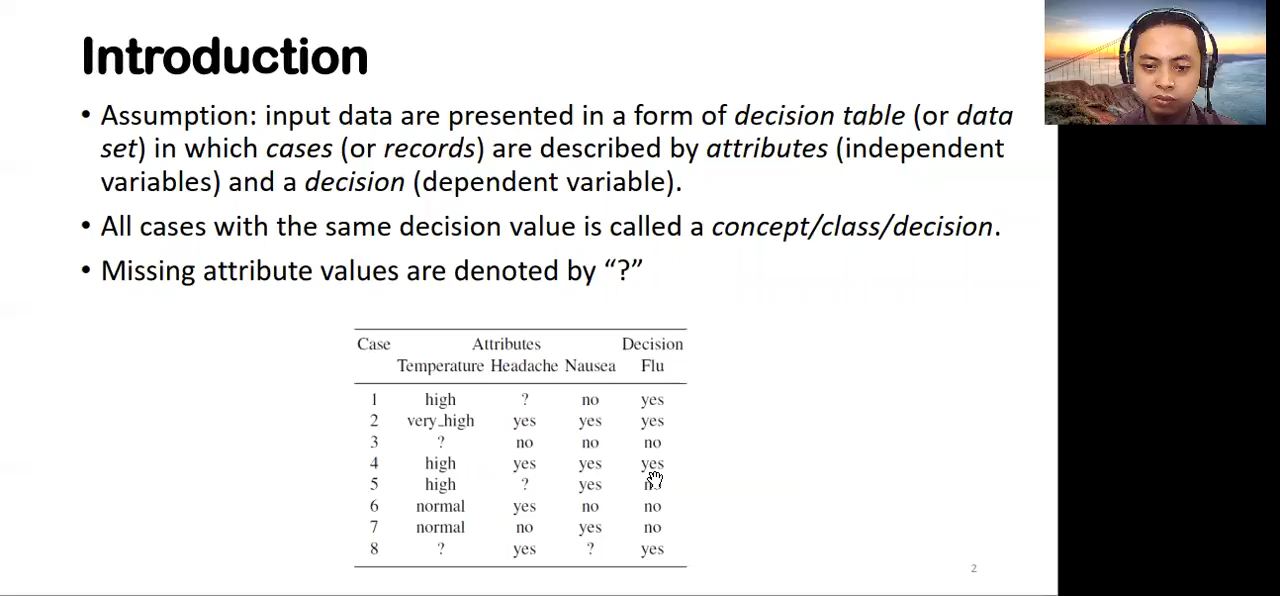 Introduction
• Assumption: input data are presented in a form of decision table (or data
set) in which cases (or records) are described by attributes (independent
variables) and a decision (dependent variable).
• All cases with the same decision value is called a concept/class/decision.
• Missing attribute values are denoted by “?”
Case Attributes Decision
Temperature Headache Nausea Flu
1 high ? no yes
2 very_high yes yes yes
3 ? no no no
4 high yes yes yes
5 high ? yes
6 normal yes no no
7 normal no yes no
8 ? yes ? yes
2